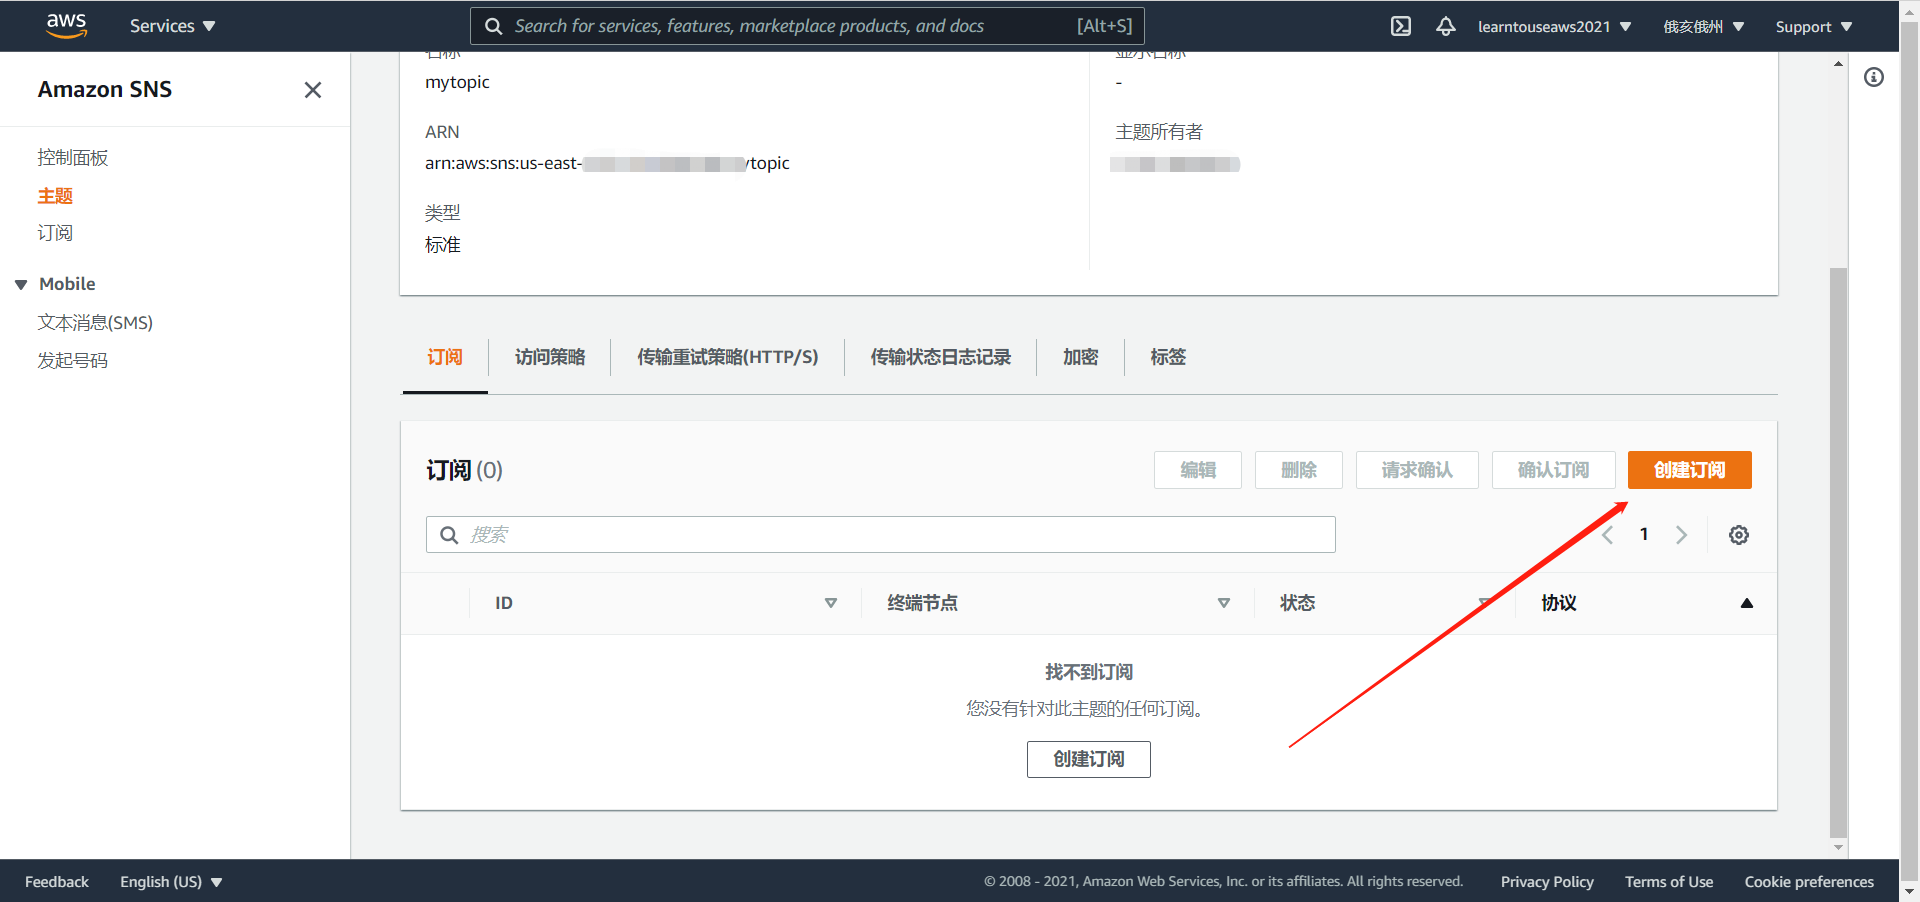 aws
Services
Search for services, features, marketplace products, and docs
[Alt+S]
learntouseaws2021
俄亥俄州
Support
Amazon SNS
控制面板
主题
订阅
Mobile
文本消息(SMS)
发起号码
名称
mytopic
ARN
arn:aws:sns:us-east-
topic
类型
标准
显示名称
-
主题所有者
订阅
访问策略
传输重试策略(HTTP/S)
传输状态日志记录
加密
标签
订阅 (0)
编辑
删除
请求确认
确认订阅
创建订阅
搜索
1
ID
终端节点
状态
协议
找不到订阅
您没有针对此主题的任何订阅。
创建订阅
Feedback
English (US)
© 2008 - 2021, Amazon Web Services, Inc. or its affiliates. All rights reserved.
Privacy Policy
Terms of Use
Cookie preferences